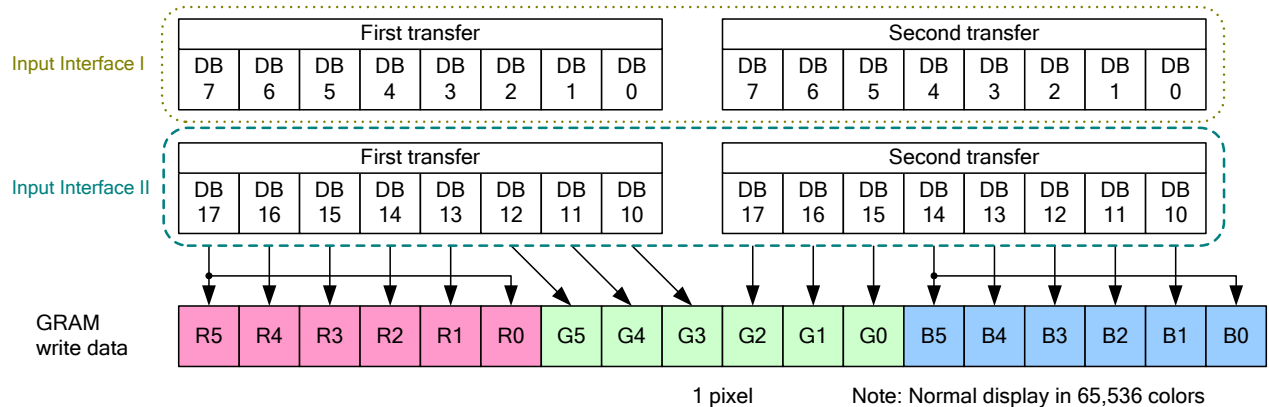 First transfer Second transfer
Input Interface I
DB 7 DB 6 DB 5 DB 4 DB 3 DB 2 DB 1 DB 0 DB 7 DB 6 DB 5 DB 4 DB 3 DB 2 DB 1 DB 0
First transfer Second transfer
Input Interface II
DB 17 DB 16 DB 15 DB 14 DB 13 DB 12 DB 11 DB 10 DB 17 DB 16 DB 15 DB 14 DB 13 DB 12 DB 11 DB 10
GRAM
write data
R5 R4 R3 R2 R1 R0 G5 G4 G3 G2 G1 G0 B5 B4 B3 B2 B1 B0
1 pixel Note: Normal display in 65,536 colors